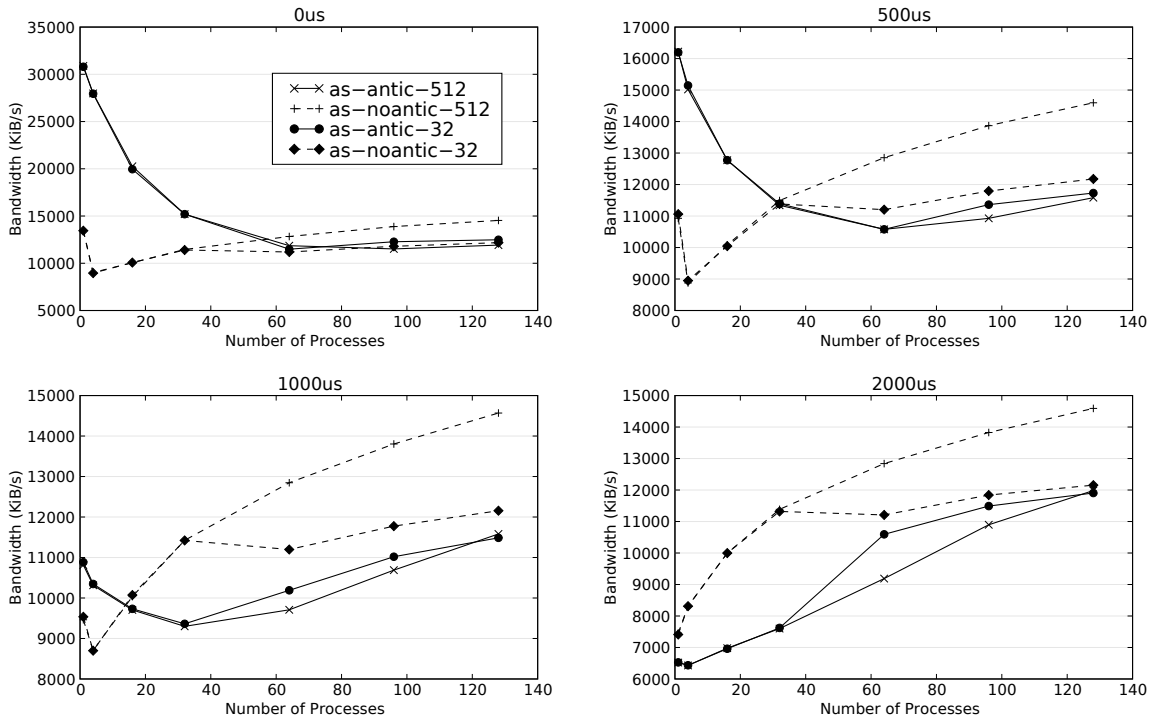 0us
35000
30000
25000
20000
15000
10000
5000
Bandwidth (KiB/s)
as−antic−512
as−noantic−512
as−antic−32
as−noantic−32
0 20 40 60 80 100 120 140
Number of Processes
500us
17000
16000
15000
14000
13000
12000
11000
10000
9000
8000
Bandwidth (KiB/s)
0 20 40 60 80 100 120 140
Number of Processes
1000us
15000
14000
13000
12000
11000
10000
9000
8000
Bandwidth (KiB/s)
0 20 40 60 80 100 120 140
Number of Processes
2000us
15000
14000
13000
12000
11000
10000
9000
8000
7000
6000
Bandwidth (KiB/s)
0 20 40 60 80 100 120 140
Number of Processes